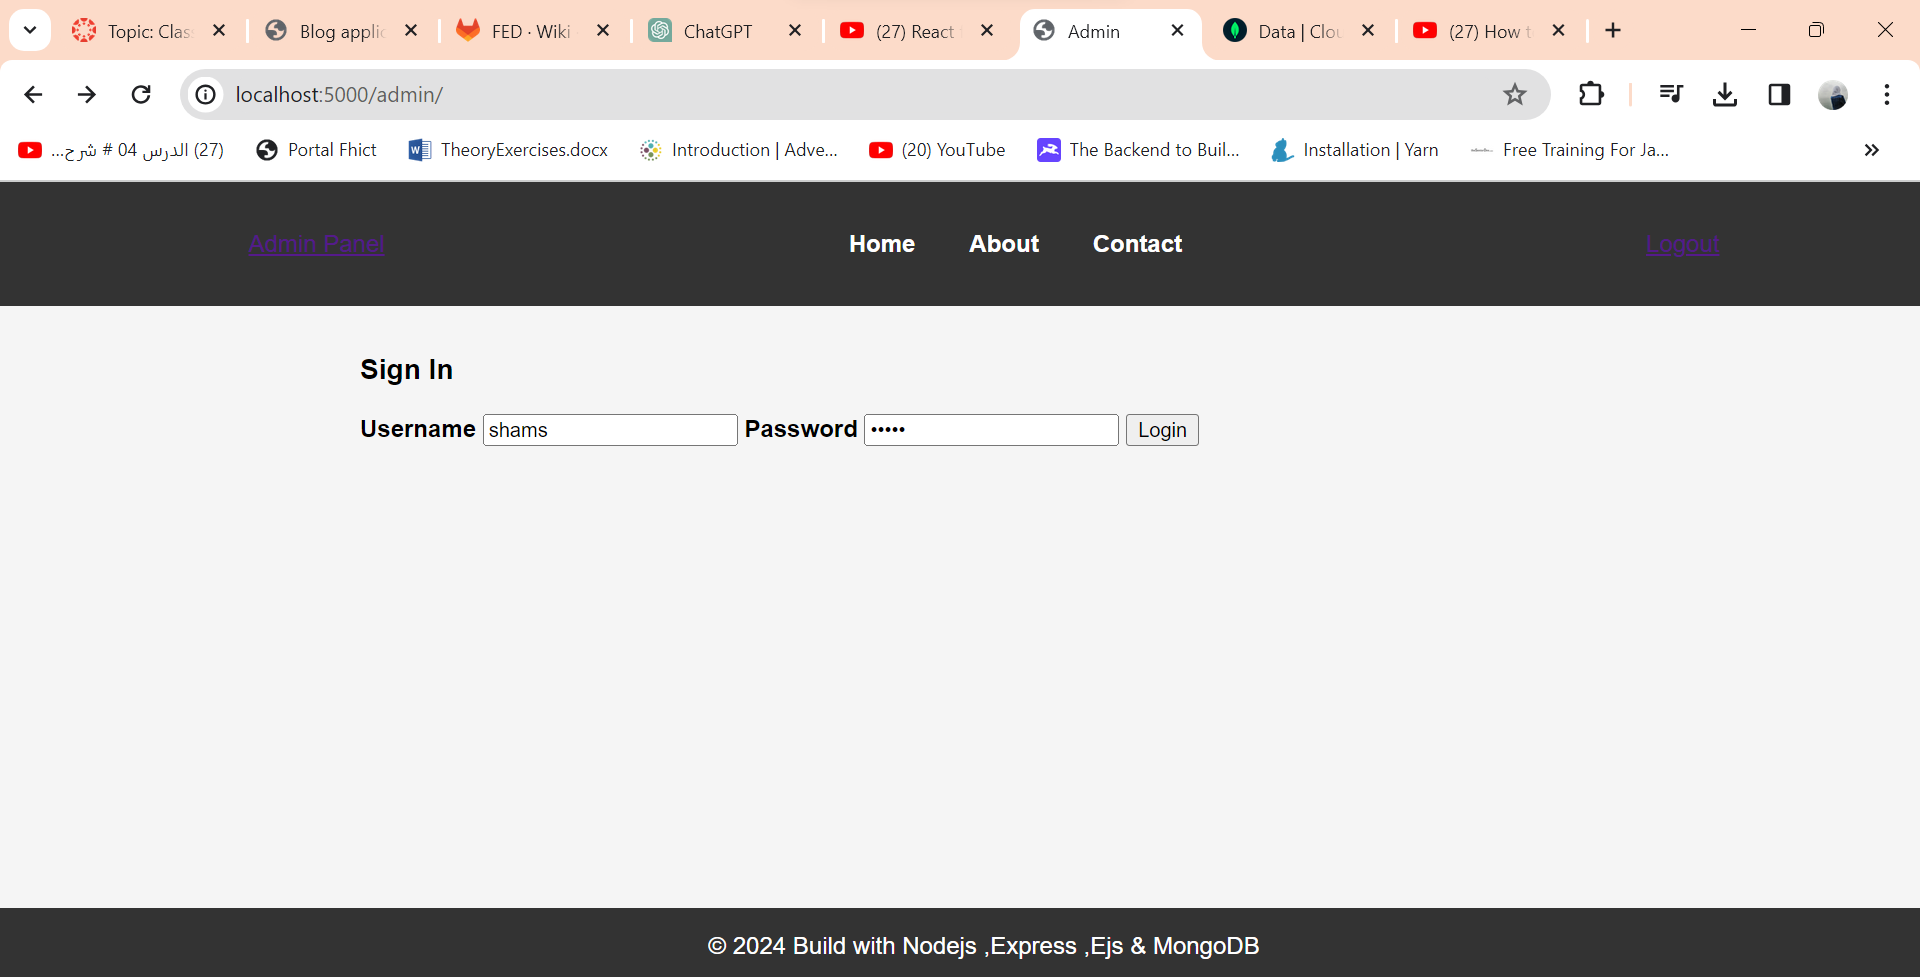 Topic: Clas
Blog applic
FED · Wiki
ChatGPT
(27) React
Admin
Data | Clou
(27) How t
localhost:5000/admin/
(27) الدرس 04 # شرح...
Portal Fhict
TheoryExercises.docx
Introduction | Adve...
(20) YouTube
The Backend to Buil...
Installation | Yarn
Free Training For Ja...
Admin Panel
Home
About
Contact
Logout
Sign In
Username shams Password ••••• Login
© 2024 Build with Nodejs ,Express ,Ejs & MongoDB